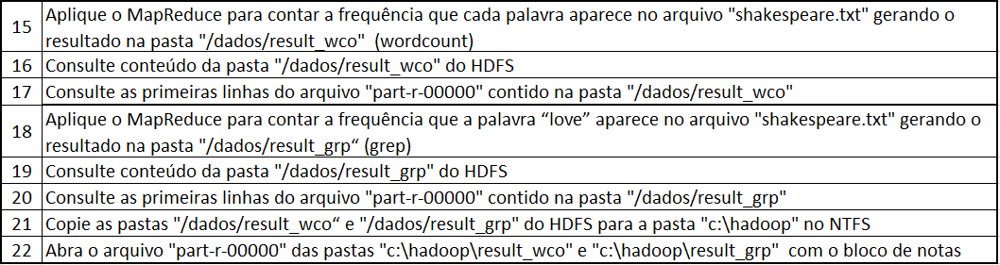 15 Aplique o MapReduce para contar a frequência que cada palavra aparece no arquivo "shakespeare.txt" gerando o
resultado na pasta "/dados/result_wco"  (wordcount)
16 Consulte conteúdo da pasta "/dados/result_wco" do HDFS
17 Consulte as primeiras linhas do arquivo "part-r-00000" contido na pasta "/dados/result_wco"
18 Aplique o MapReduce para contar a frequência que a palavra “love” aparece no arquivo "shakespeare.txt" gerando o
resultado na pasta "/dados/result_grp“ (grep)
19 Consulte conteúdo da pasta "/dados/result_grp" do HDFS
20 Consulte as primeiras linhas do arquivo "part-r-00000" contido na pasta "/dados/result_grp"
21 Copie as pastas "/dados/result_wco“ e "/dados/result_grp" do HDFS para a pasta "c:\hadoop" no NTFS
22 Abra o arquivo "part-r-00000" das pastas "c:\hadoop\result_wco" e "c:\hadoop\result_grp"  com o bloco de notas